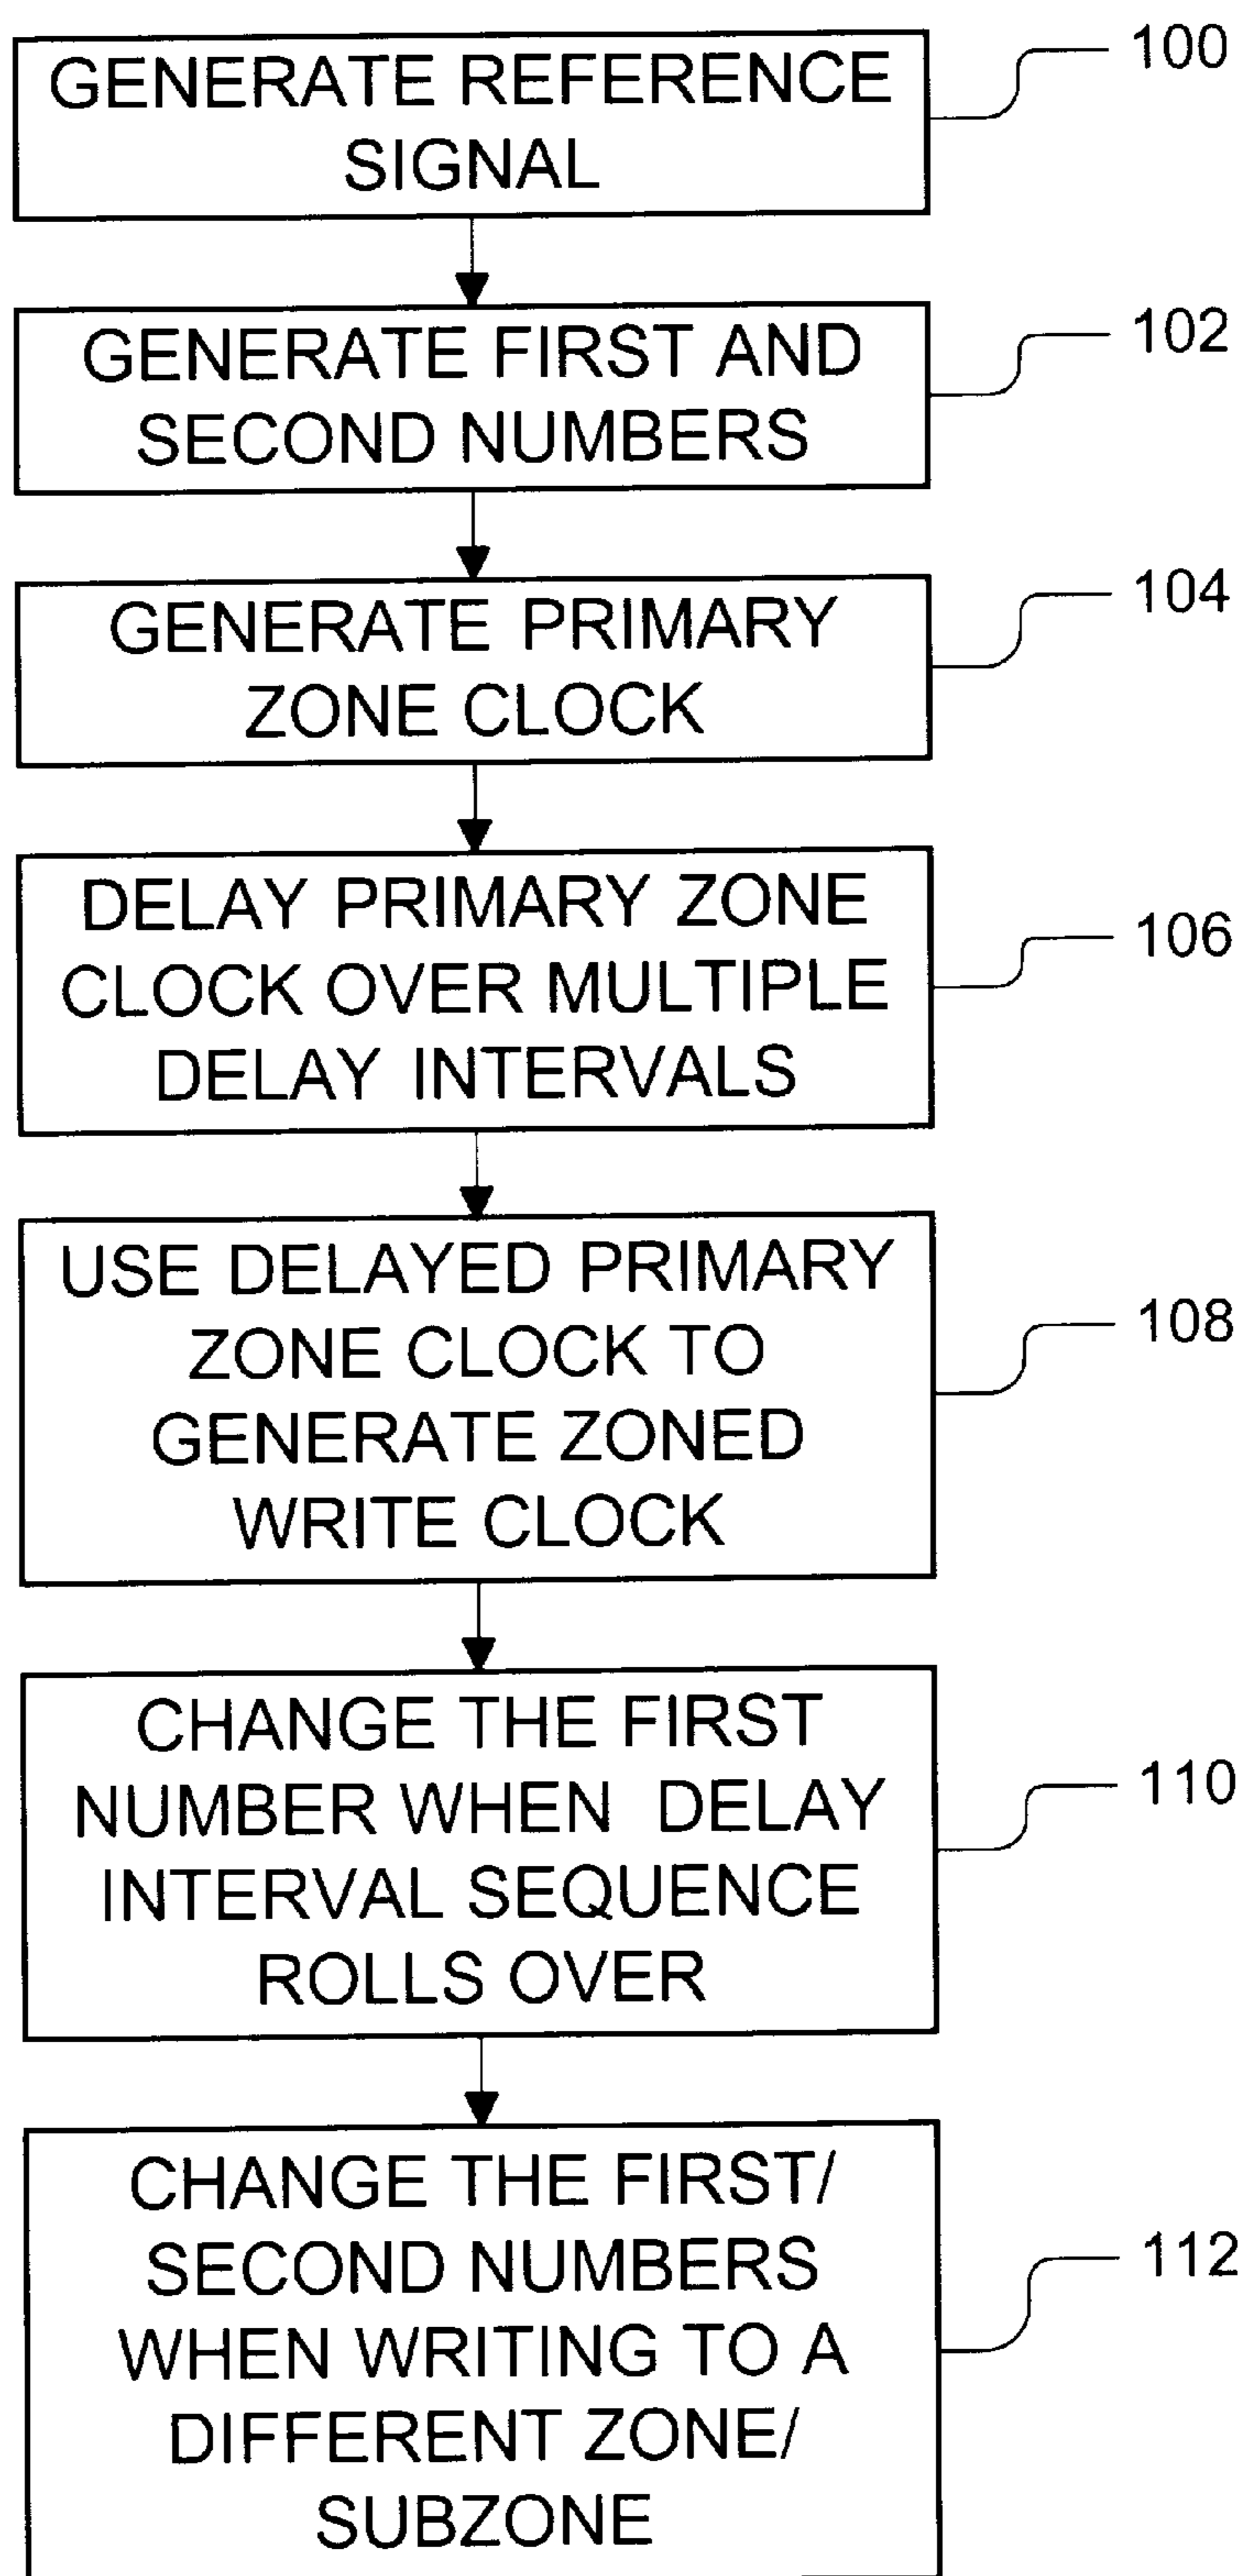 GENERATE REFERENCE
SIGNAL
100
GENERATE FIRST AND
SECOND NUMBERS
102
GENERATE PRIMARY
ZONE CLOCK
104
DELAY PRIMARY ZONE
CLOCK OVER MULTIPLE
DELAY INTERVALS
106
USE DELAYED PRIMARY
ZONE CLOCK TO
GENERATE ZONED
WRITE CLOCK
108
CHANGE THE FIRST
NUMBER WHEN DELAY
INTERVAL SEQUENCE
ROLLS OVER
110
CHANGE THE FIRST/
SECOND NUMBERS
WHEN WRITING TO A
DIFFERENT ZONE/
SUBZONE
112